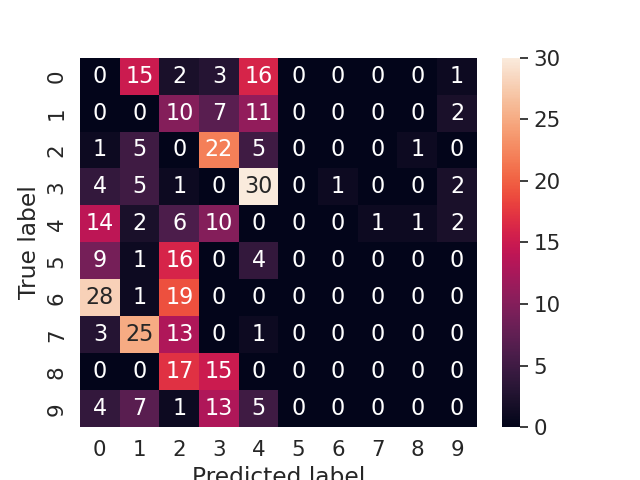 0 15 2 3 16 0 0 0 0 1
0 0 10 7 11 0 0 0 0 2
1 5 0 22 5 0 0 0 1 0
4 5 1 0 30 0 1 0 0 2
14 2 6 10 0 0 0 1 1 2
9 1 16 0 4 0 0 0 0 0
28 1 19 0 0 0 0 0 0 0
3 25 13 0 1 0 0 0 0 0
0 0 17 15 0 0 0 0 0 0
4 7 1 13 5 0 0 0 0 0
0 1 2 3 4 5 6 7 8 9
Predicted label
True label
0 1 2 3 4 5 6 7 8 9
30
25
20
15
10
5
0